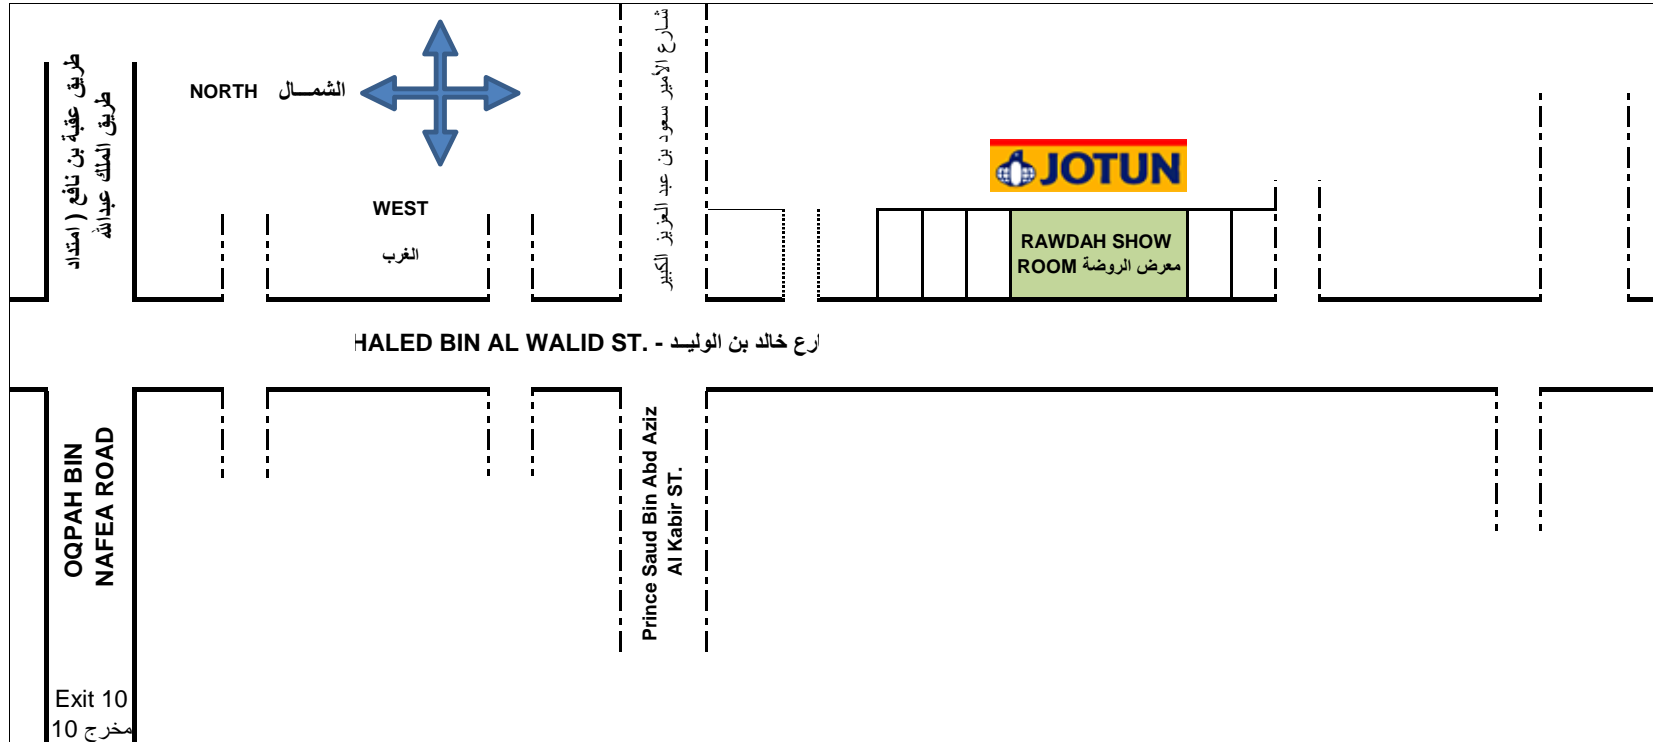 طريق عقبة بن نافع ( امتداد
طريق الملك عبدالله
NORTH الشمـــال
شارع الأمير سعود بن عبد العزيز الكبير
WEST
الغرب
JOTUN
RAWDAH SHOW
ROOM معرض الروضة
HALED BIN AL WALID ST. - ارع خالد بن الوليــد
OQPAH BIN
NAFEA ROAD
Prince Saud Bin Abd Aziz
Al Kabir ST.
Exit 10
مخرج 10